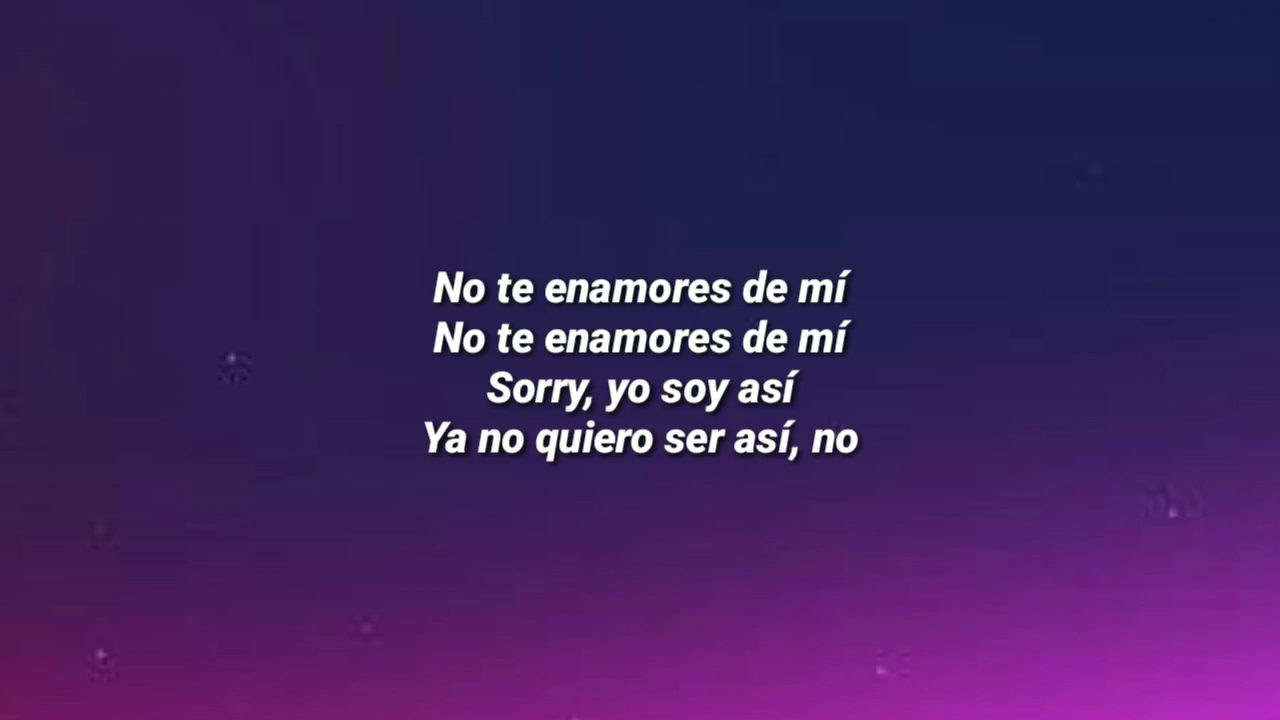 No te enamores de mí
No te enamores de mí
Sorry, yo soy así
Ya no quiero ser así, no